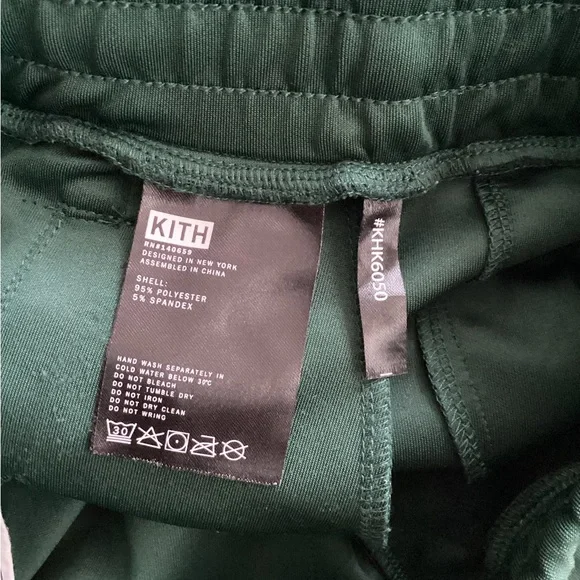 KITH
RN#140659
DESIGNED IN NEW YORK
ASSEMBLED IN CHINA
SHELL:
95% POLYESTER
5% SPANDEX
HAND WASH SEPARATELY IN
COLD WATER BELOW 30°C
DO NOT BLEACH
DO NOT TUMBLE DRY
DO NOT IRON
DO NOT DRY CLEAN
DO NOT WRING
30
#KHK6050